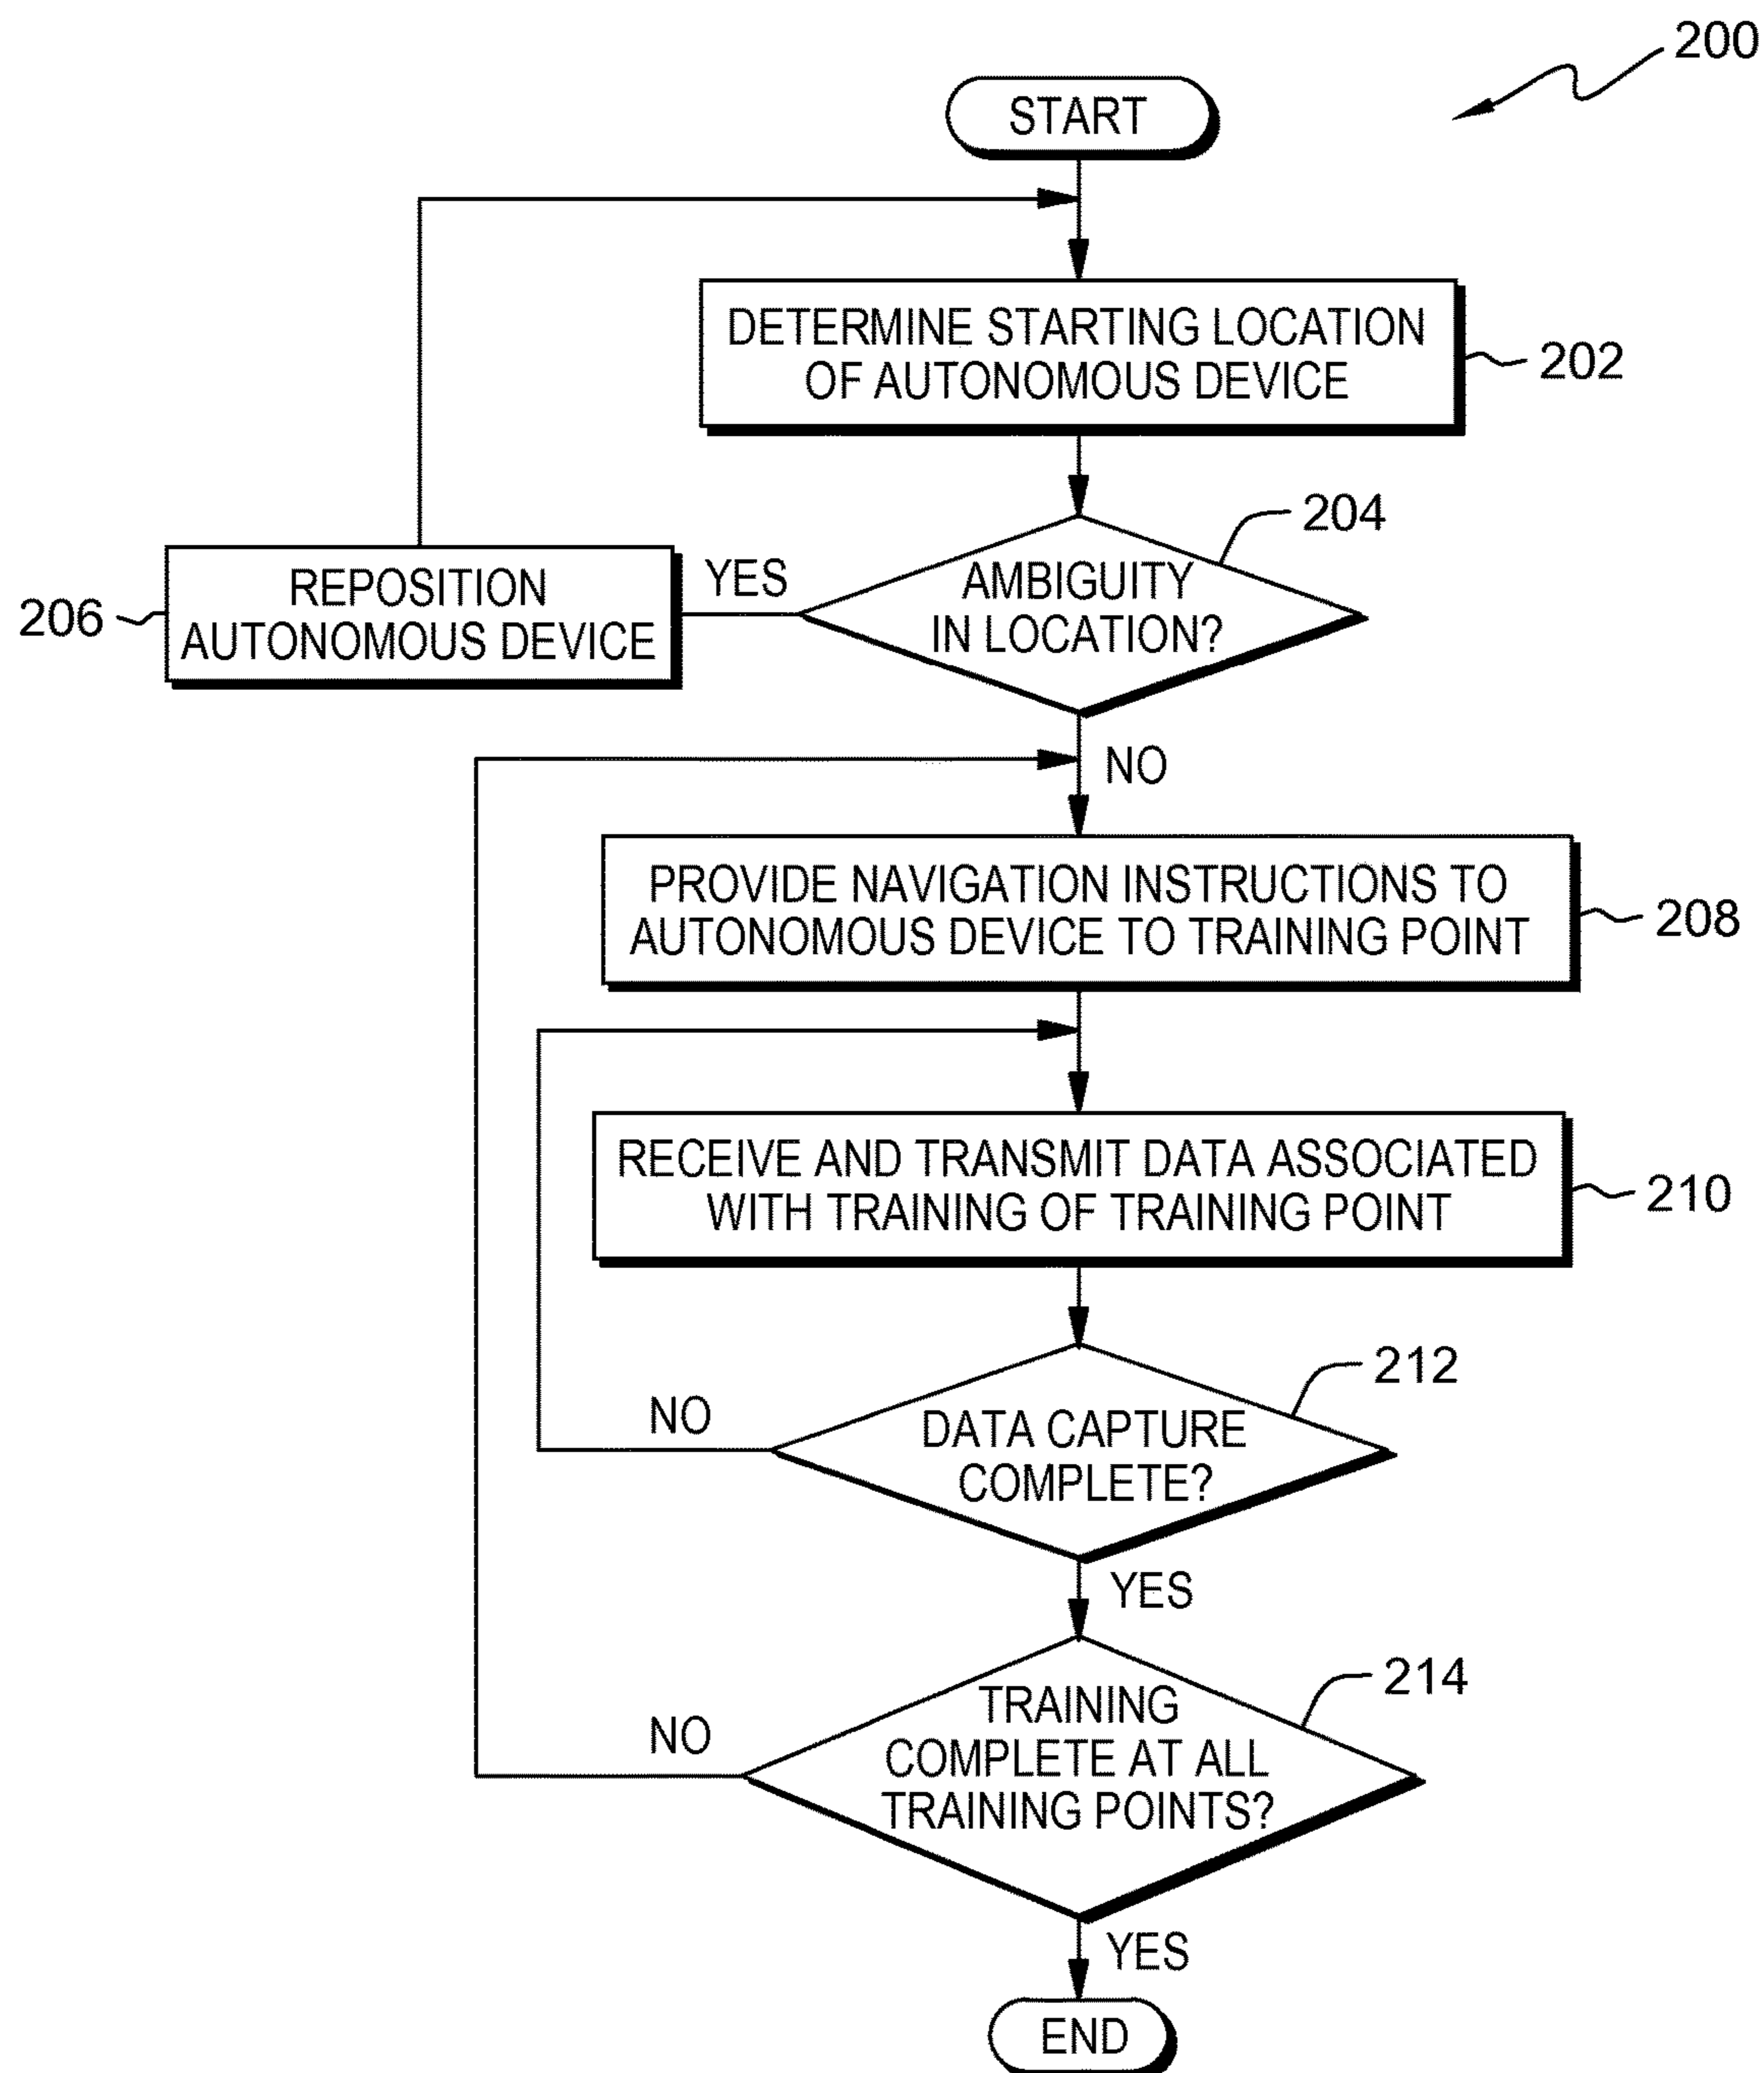 200
START
DETERMINE STARTING LOCATION
OF AUTONOMOUS DEVICE
202
204
AMBIGUITY
IN LOCATION?
YES
REPOSITION
AUTONOMOUS DEVICE
206
NO
PROVIDE NAVIGATION INSTRUCTIONS TO
AUTONOMOUS DEVICE TO TRAINING POINT
208
RECEIVE AND TRANSMIT DATA ASSOCIATED
WITH TRAINING OF TRAINING POINT
210
212
DATA CAPTURE
COMPLETE?
NO
YES
214
TRAINING
COMPLETE AT ALL
TRAINING POINTS?
NO
YES
END